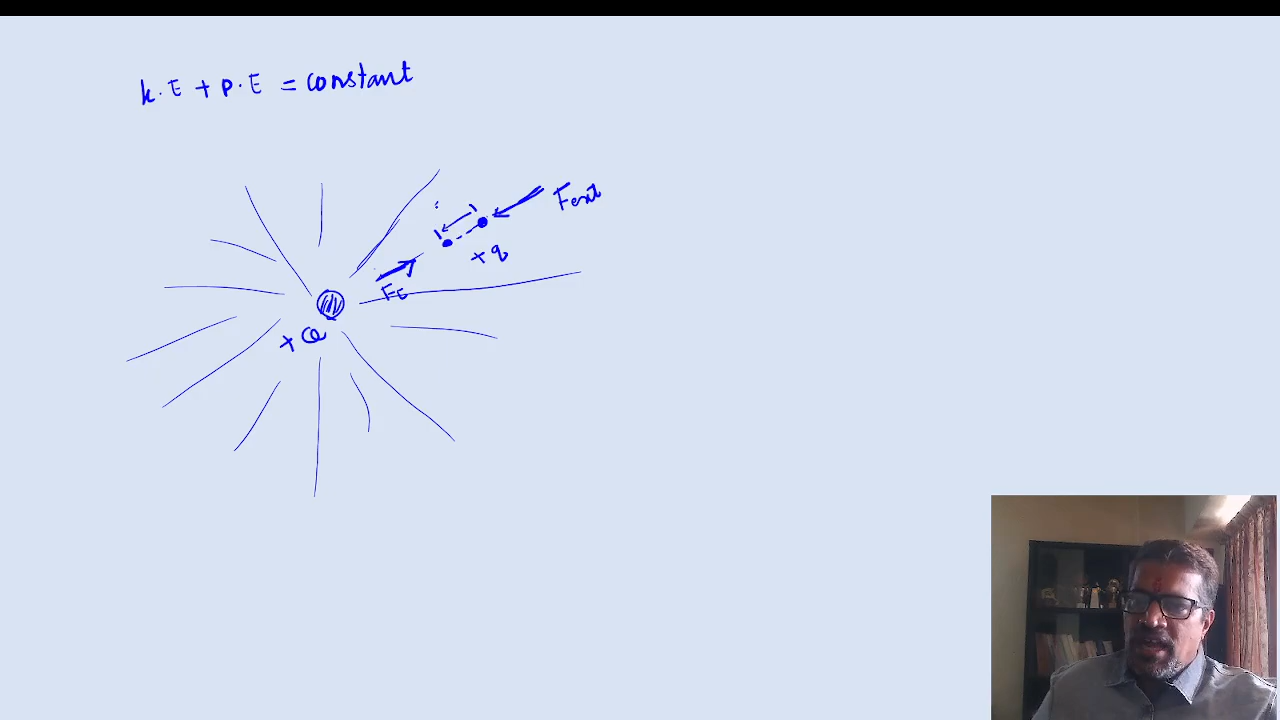 K.E + P.E = constant
Fext
+q
FE
+Q